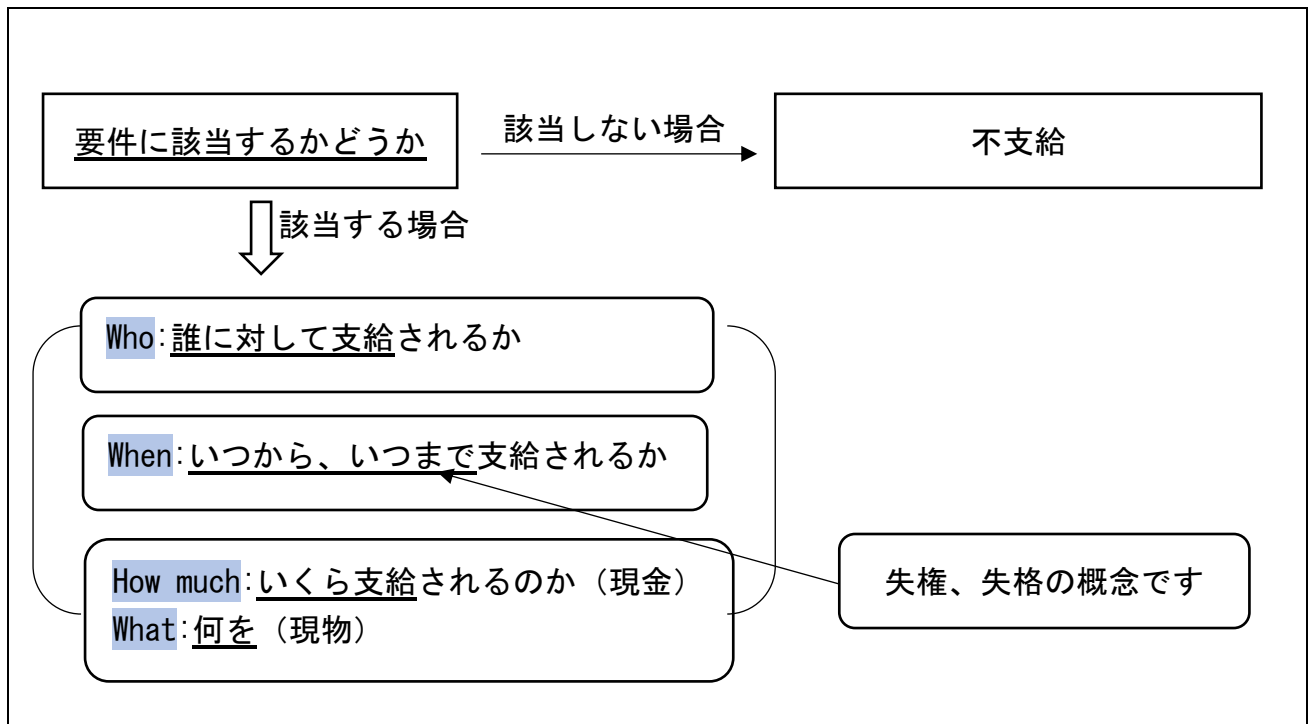 要件に該当するかどうか
該当しない場合
不支給
該当する場合
Who:誰に対して支給されるか
When:いつから、いつまで支給されるか
How much:いくら支給されるのか（現金）
What:何を（現物）
失権、失格の概念です